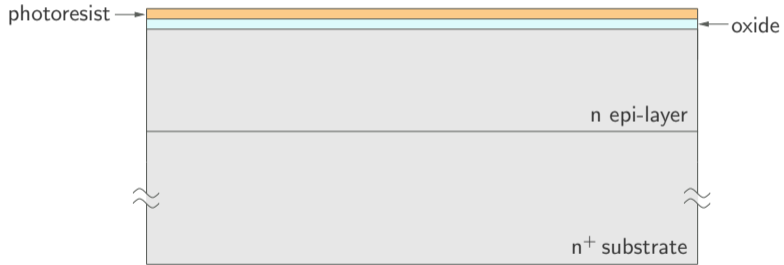 photoresist
oxide
n epi-layer
n⁺ substrate